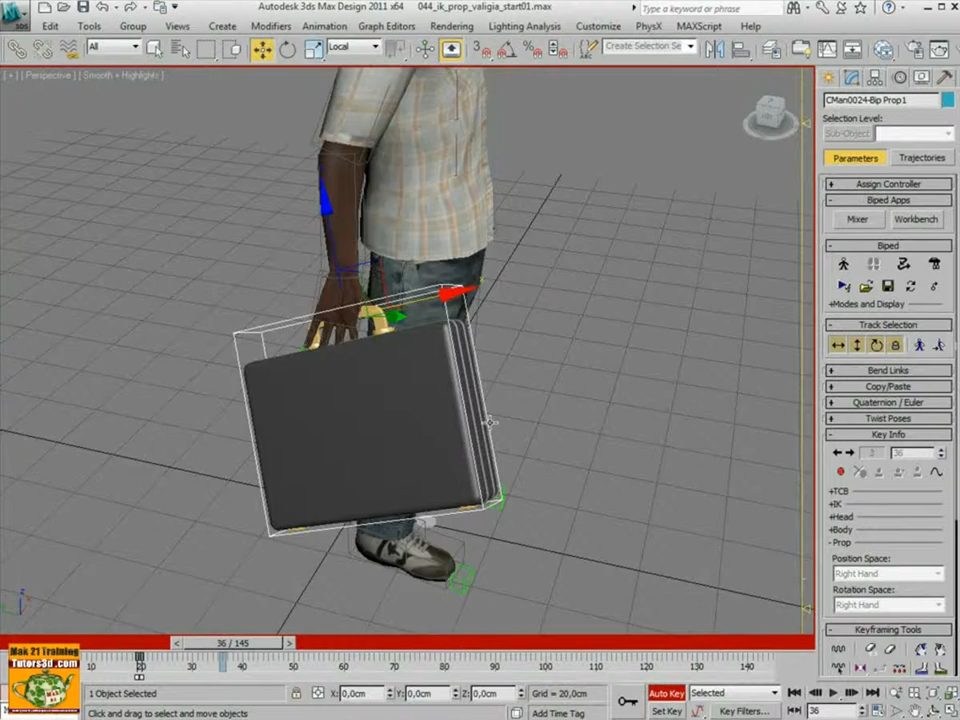 Autodesk 3ds Max Design 2011 x64 044_ik_prop_valigia_start01.max
Type a keyword or phrase
Edit Tools Group Views Create Modifiers Animation Graph Editors Rendering Lighting Analysis Customize PhysX MAXScript Help
All Local 3 % Create Selection Se
[ + ] [ Perspective ] [ Smooth + Highlights ]
CMan0024-Bip Prop1
Selection Level:
Sub-Object
Parameters Trajectories
+ Assign Controller
- Biped Apps
Mixer Workbench
- Biped
+Modes and Display
- Track Selection
+ Bend Links
+ Copy/Paste
+ Quaternion / Euler
+ Twist Poses
- Key Info
2 36
+TCB
+IK
+Head
+Body
- Prop
Position Space:
Right Hand
Rotation Space:
Right Hand
- Keyframing Tools
< 36 / 145 >
10 20 30 40 50 60 70 80 90 100 110 120 130 140
Mak 21 Training
Tutors3d.com
1 Object Selected X: 0,0cm Y: 0,0cm Z: 0,0cm Grid = 20,0cm Auto Key Selected
Click and drag to select and move objects Add Time Tag Set Key Key Filters... 36